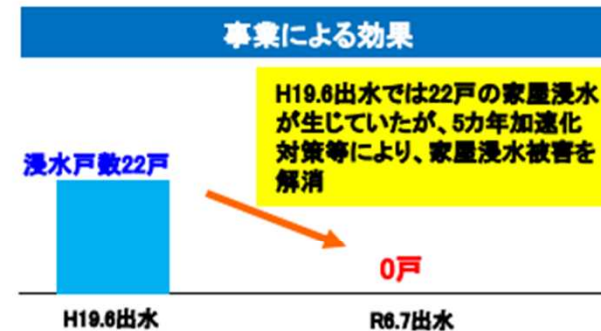 事業による効果
H19.6出水では22戸の家屋浸水
が生じていたが、5カ年加速化
対策等により、家屋浸水被害を
解消
浸水戸数22戸
0戸
H19.6出水
R6.7出水